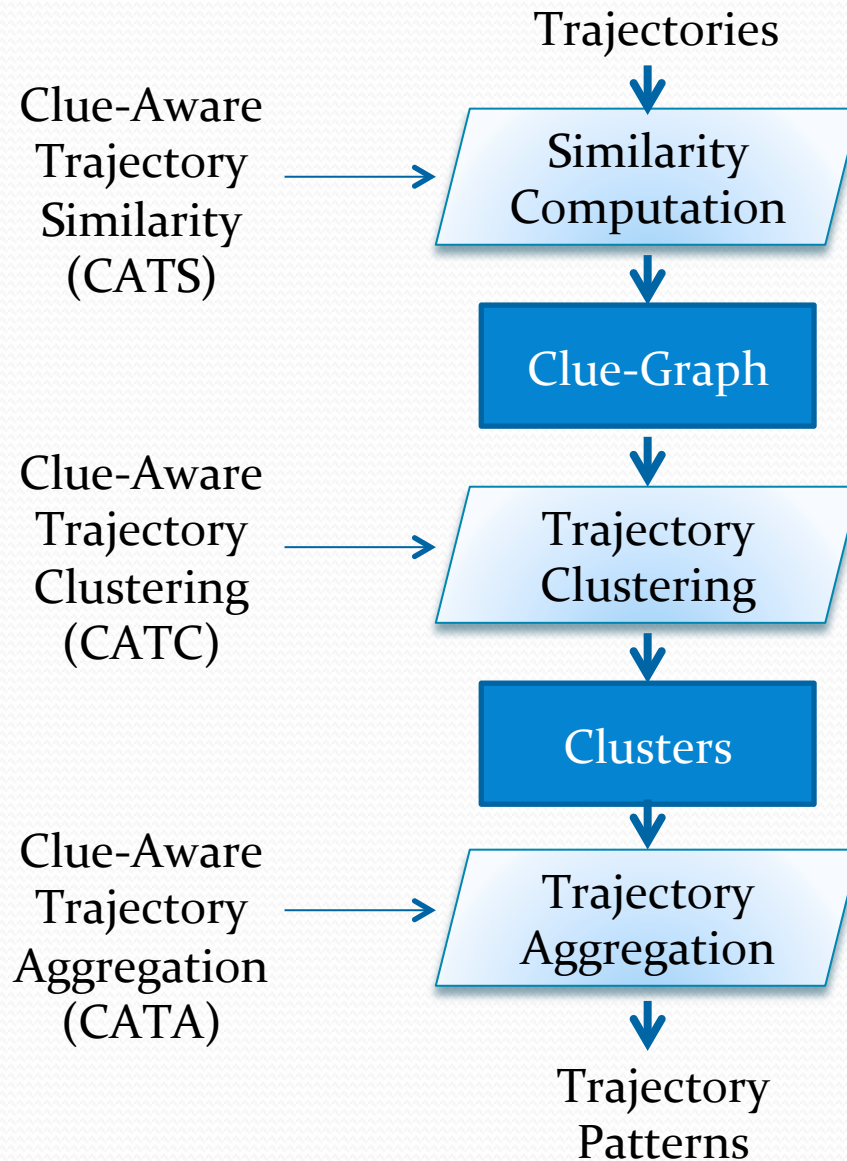 Trajectories
Clue-Aware
Trajectory
Similarity
(CATS)
Similarity
Computation
Clue-Graph
Clue-Aware
Trajectory
Clustering
(CATC)
Trajectory
Clustering
Clusters
Clue-Aware
Trajectory
Aggregation
(CATA)
Trajectory
Aggregation
Trajectory
Patterns